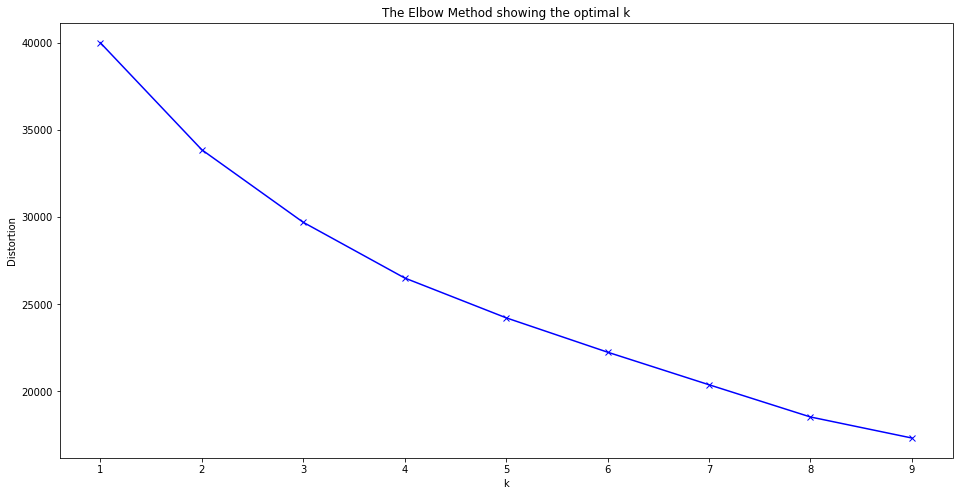 The Elbow Method showing the optimal k
40000
35000
30000
25000
20000
Distortion
1 2 3 4 5 6 7 8 9
k